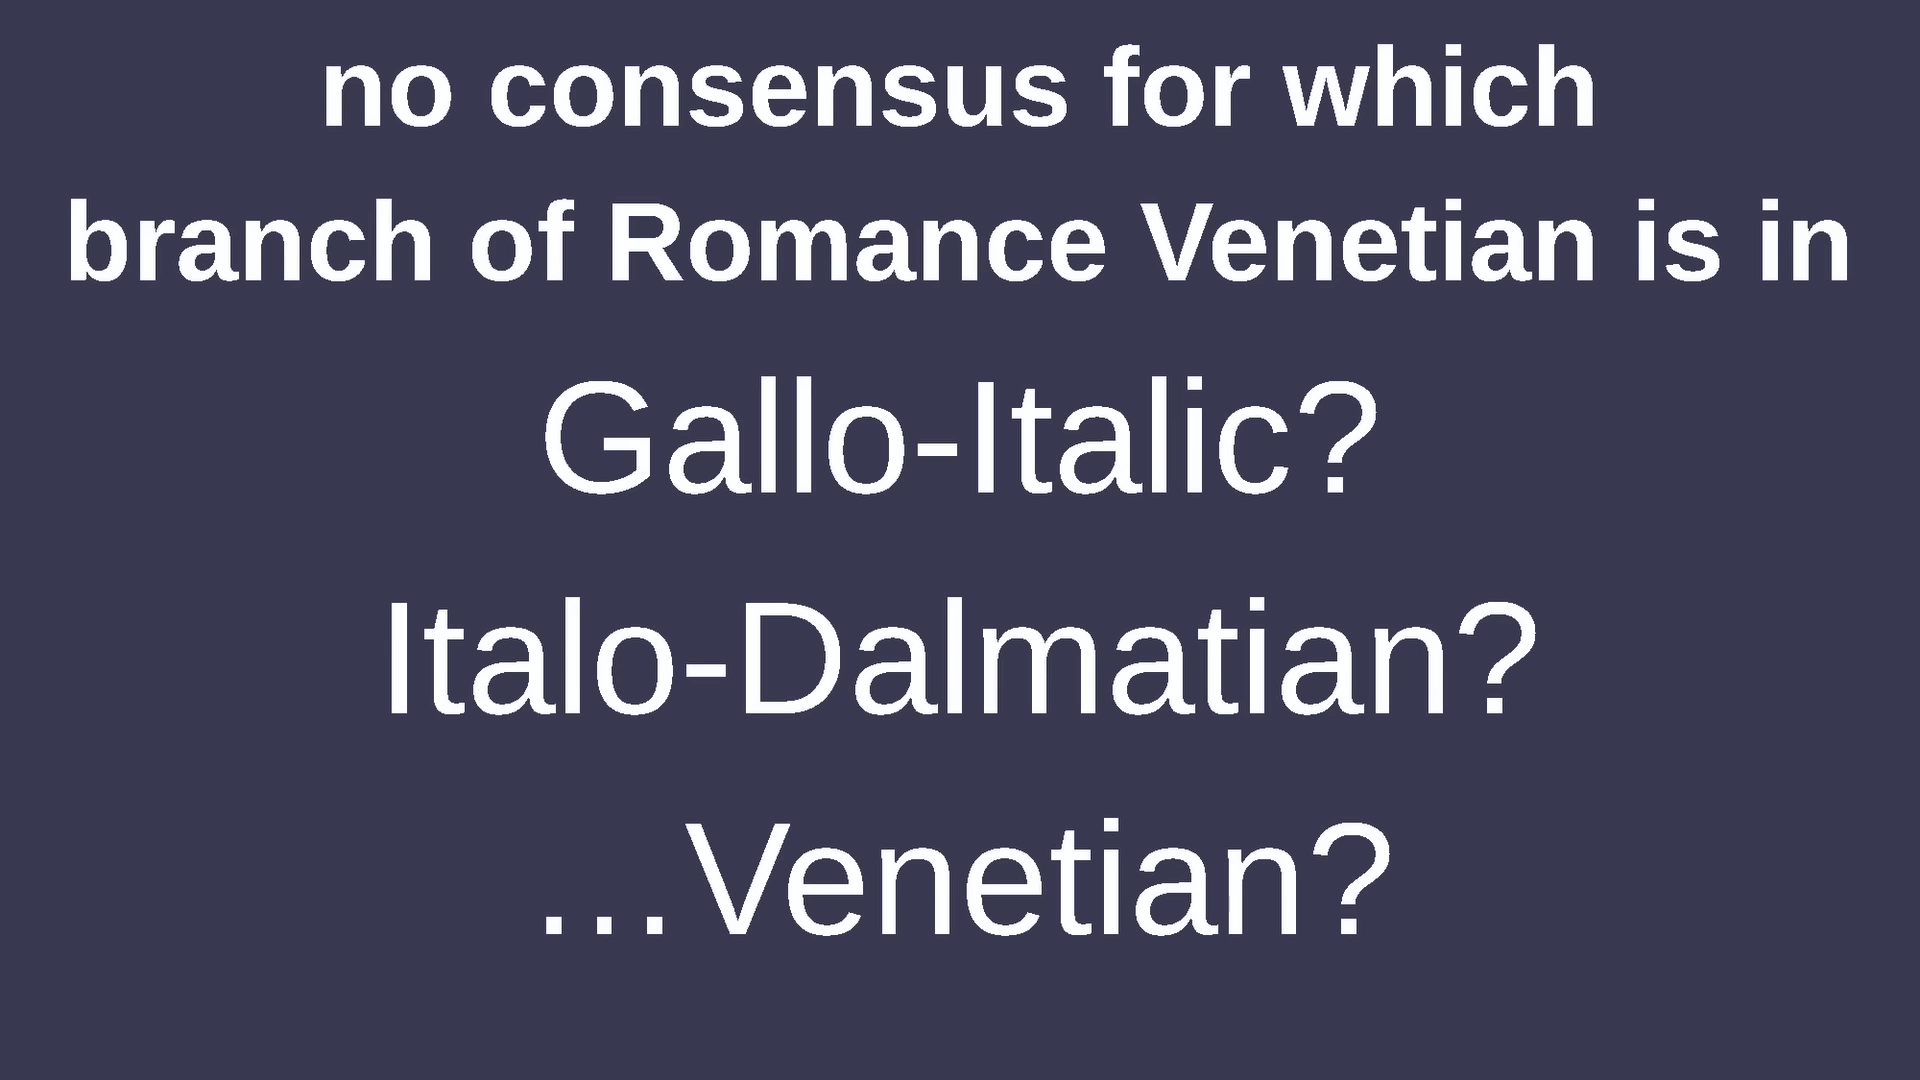 no consensus for which
branch of Romance Venetian is in
Gallo-Italic?
Italo-Dalmatian?
...Venetian?